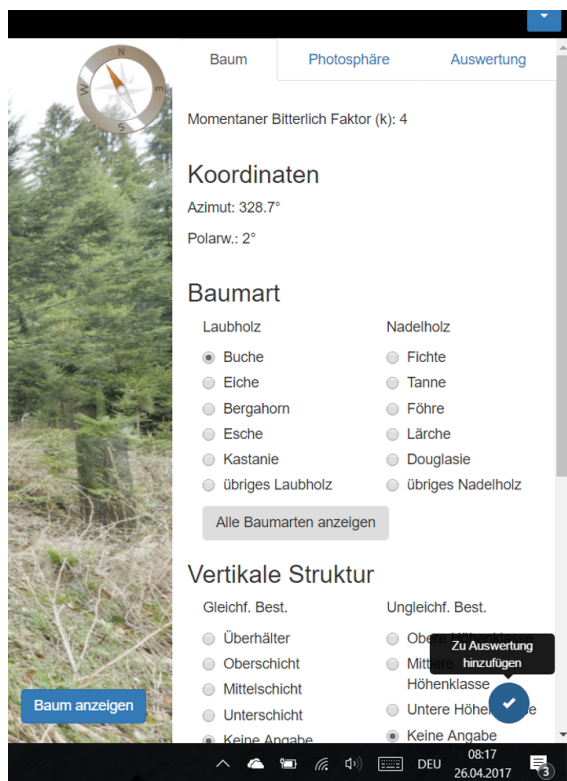 N
W
E
S
Baum
Photosphäre
Auswertung
Momentaner Bitterlich Faktor (k): 4
Koordinaten
Azimut: 328.7°
Polarw.: 2°
Baumart
Laubholz
Nadelholz
Buche
Fichte
Eiche
Tanne
Bergahorn
Föhre
Esche
Lärche
Kastanie
Douglasie
übriges Laubholz
übriges Nadelholz
Alle Baumarten anzeigen
Vertikale Struktur
Gleichf. Best.
Ungleichf. Best.
Überhälter
Obere Höhenklasse
Zu Auswertung
hinzufügen
Oberschicht
Mittlere
Höhenklasse
Mittelschicht
Unterschicht
Untere
Keine Angabe
Keine Angabe
Baum anzeigen
DEU
08:17
26.04.2017
3